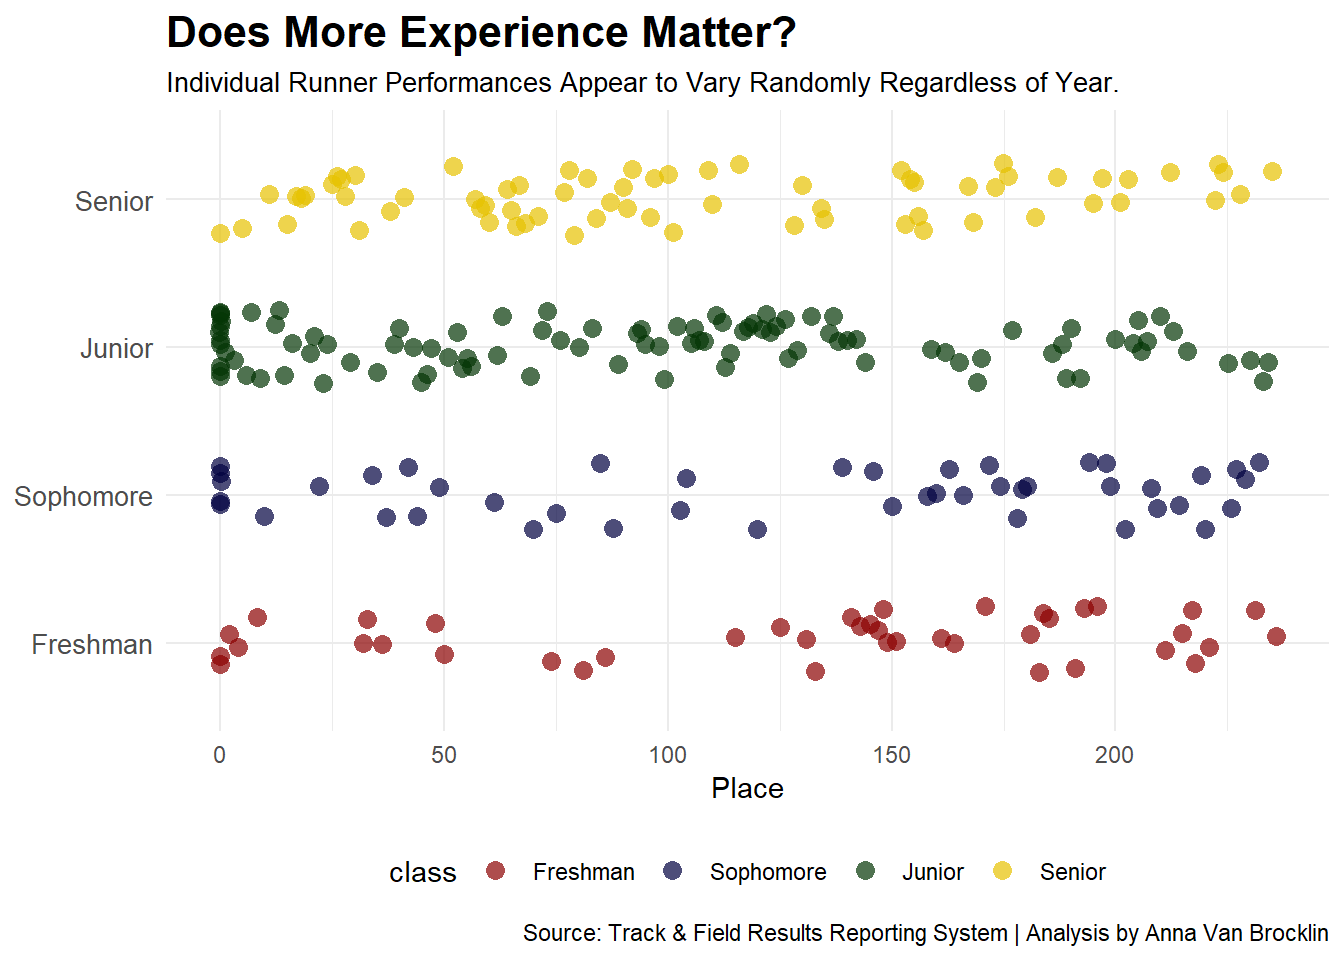 Does More Experience Matter?
Individual Runner Performances Appear to Vary Randomly Regardless of Year.
Senior
Junior
Sophomore
Freshman
0 50 100 150 200
Place
class Freshman Sophomore Junior Senior
Source: Track & Field Results Reporting System | Analysis by Anna Van Brocklin